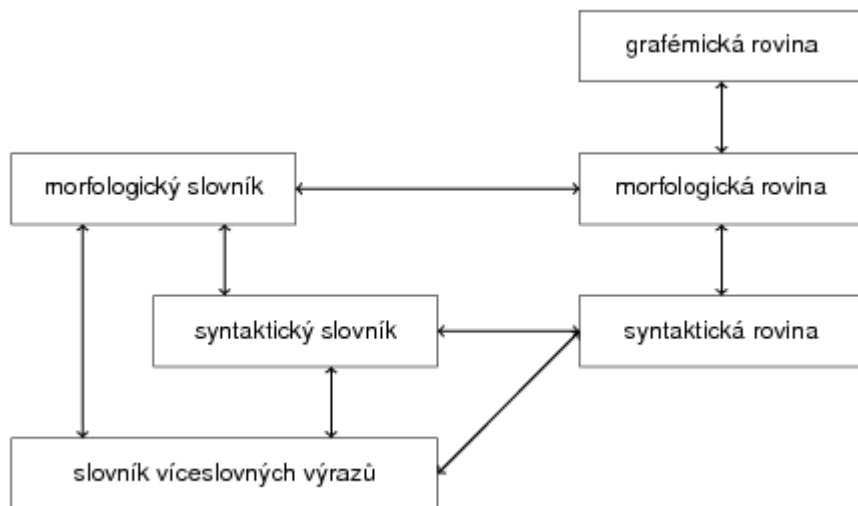 grafémická rovina
morfologický slovník
morfologická rovina
syntaktický slovník
syntaktická rovina
slovník víceslovných výrazů